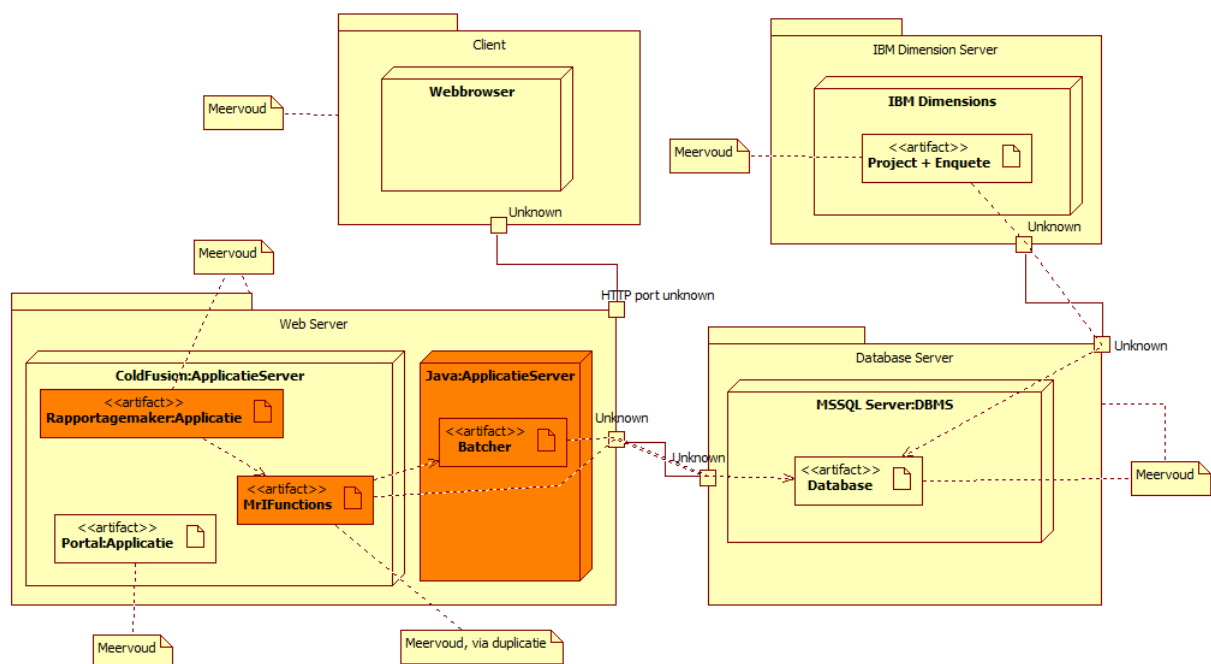 Client
Webbrowser
Meervoud
Unknown
IBM Dimension Server
IBM Dimensions
<<artifact>>
Project + Enquete
Meervoud
Unknown
Meervoud
HTTP port unknown
Web Server
ColdFusion:ApplicatieServer
<<artifact>>
Rapportagemaker:Applicatie
<<artifact>>
MrIFunctions
<<artifact>>
Portal:Applicatie
Java:ApplicatieServer
<<artifact>>
Batcher
Unknown
Meervoud
Meervoud, via duplicatie
Unknown
Database Server
MSSQL Server:DBMS
<<artifact>>
Database
Unknown
Meervoud